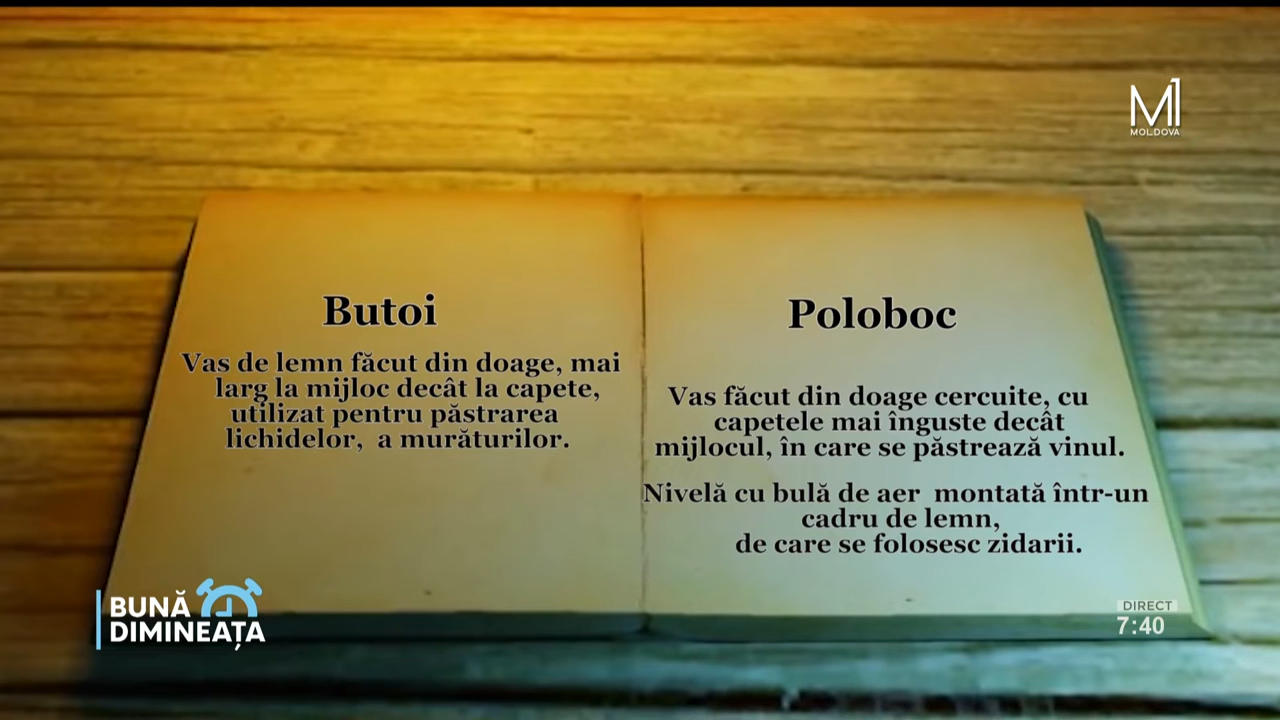 M1
MOLDOVA
Butoi
Vas de lemn făcut din doage, mai
larg la mijloc decât la capete,
utilizat pentru păstrarea
lichidelor, a murăturilor.
Poloboc
Vas făcut din doage cercuite, cu
capetele mai înguste decât
mijlocul, în care se păstrează vinul.
Nivelă cu bulă de aer montată într-un
cadru de lemn,
de care se folosesc zidarii.
BUNĂ
DIMINEAȚA
DIRECT
7:40